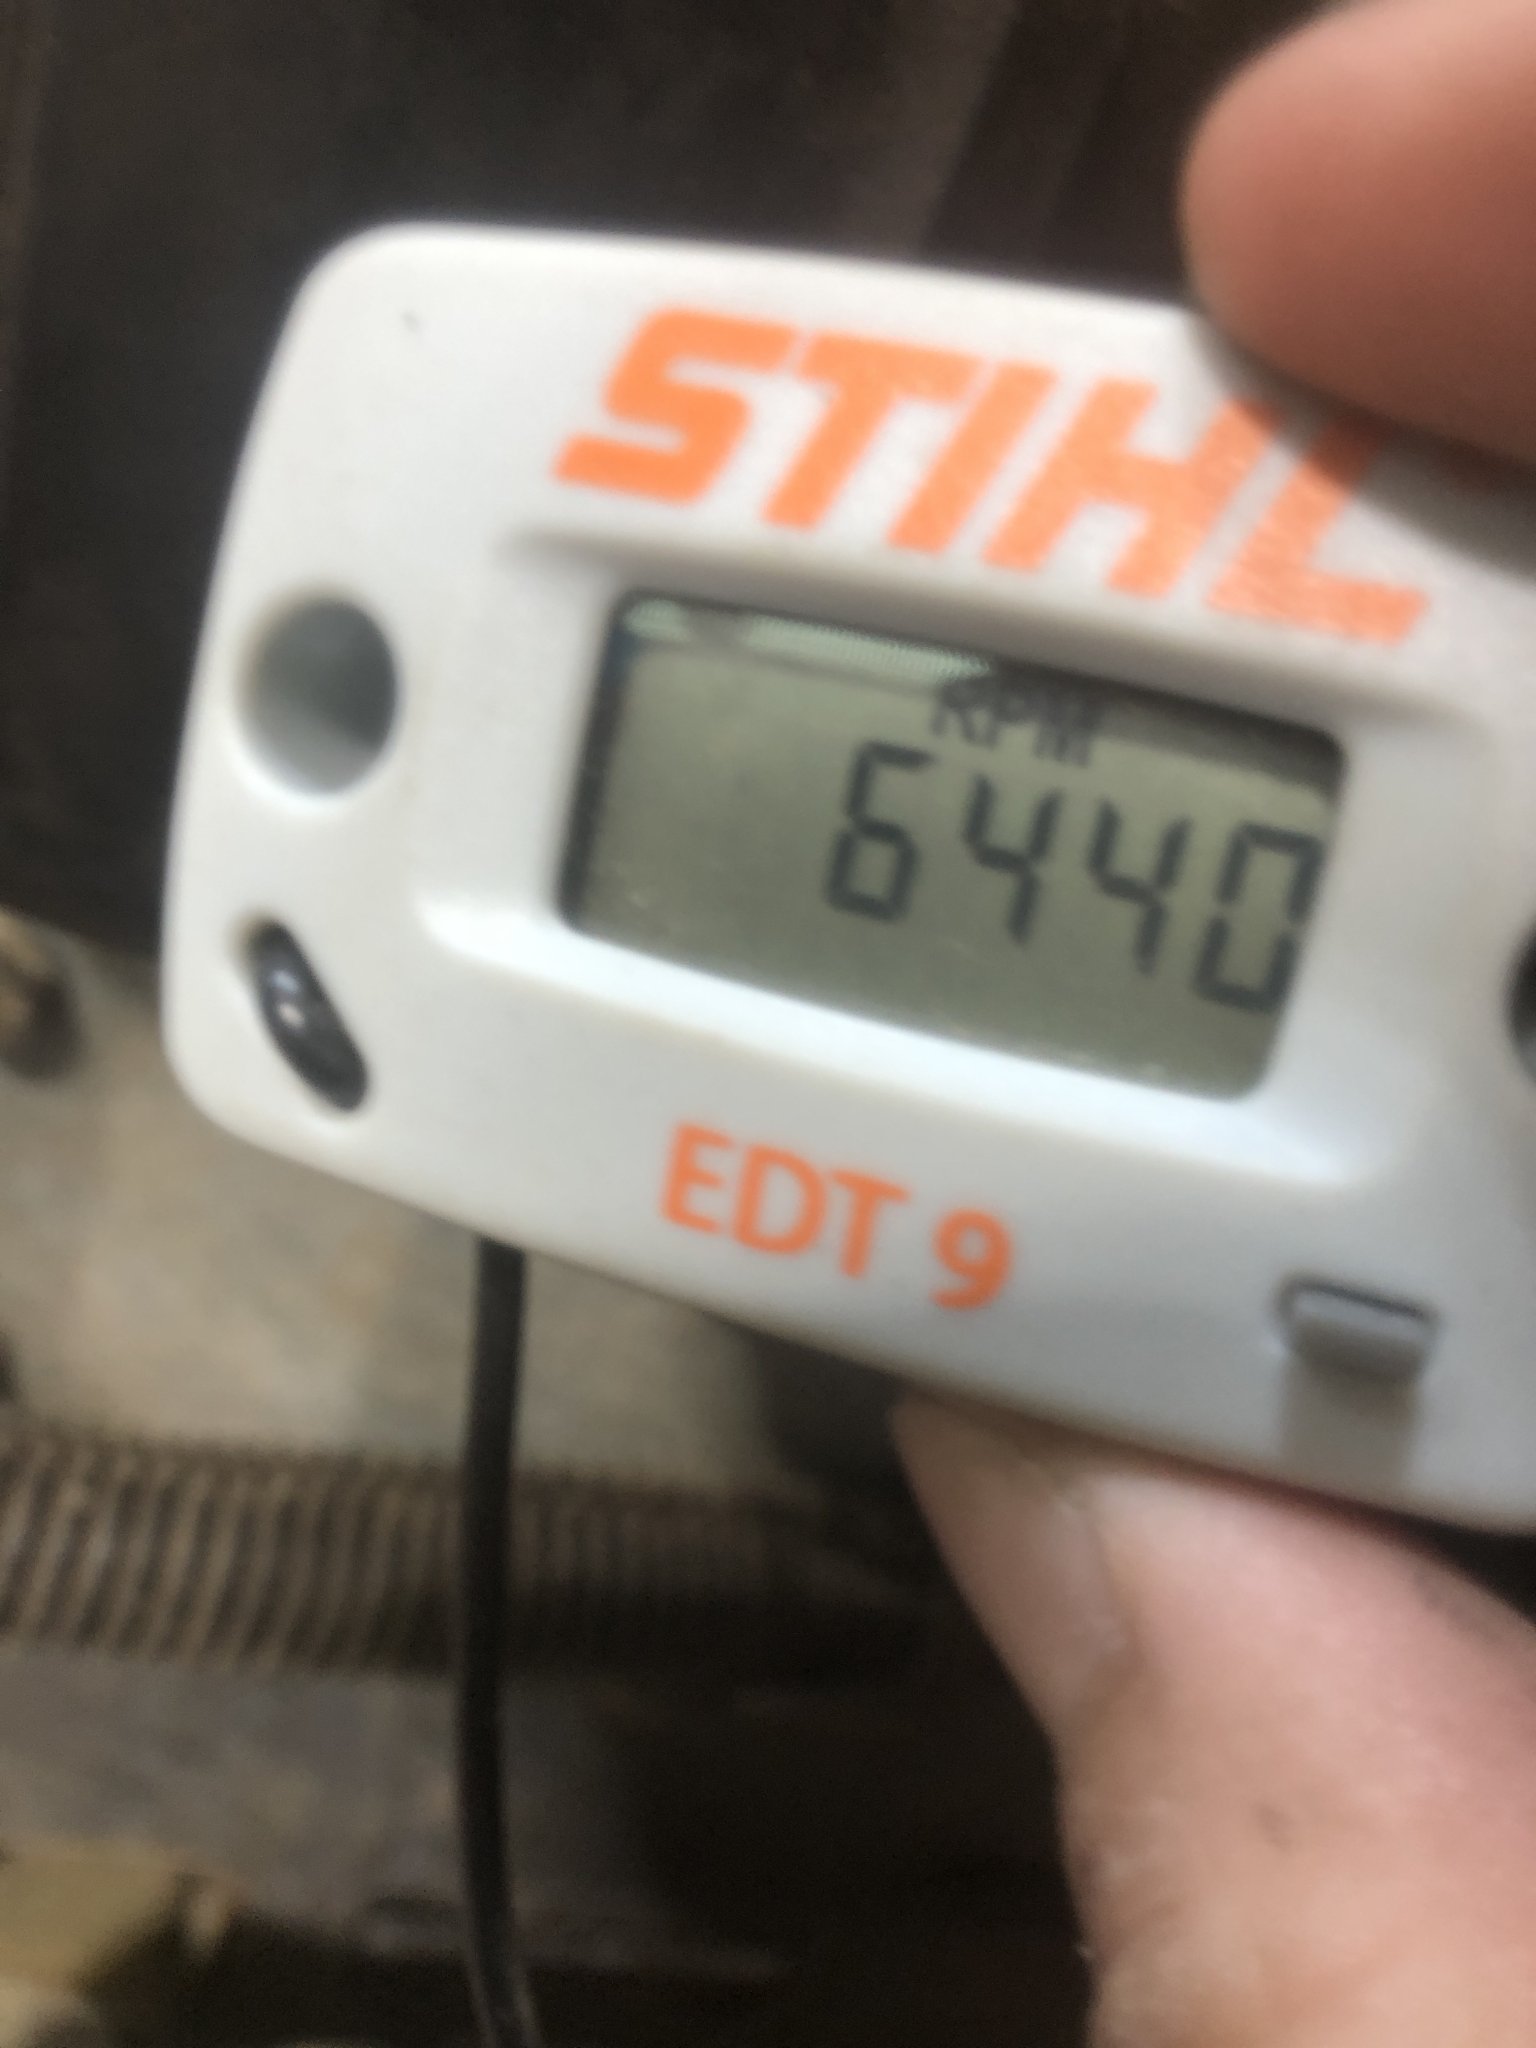 STIHL
RPM
6440
EDT 9